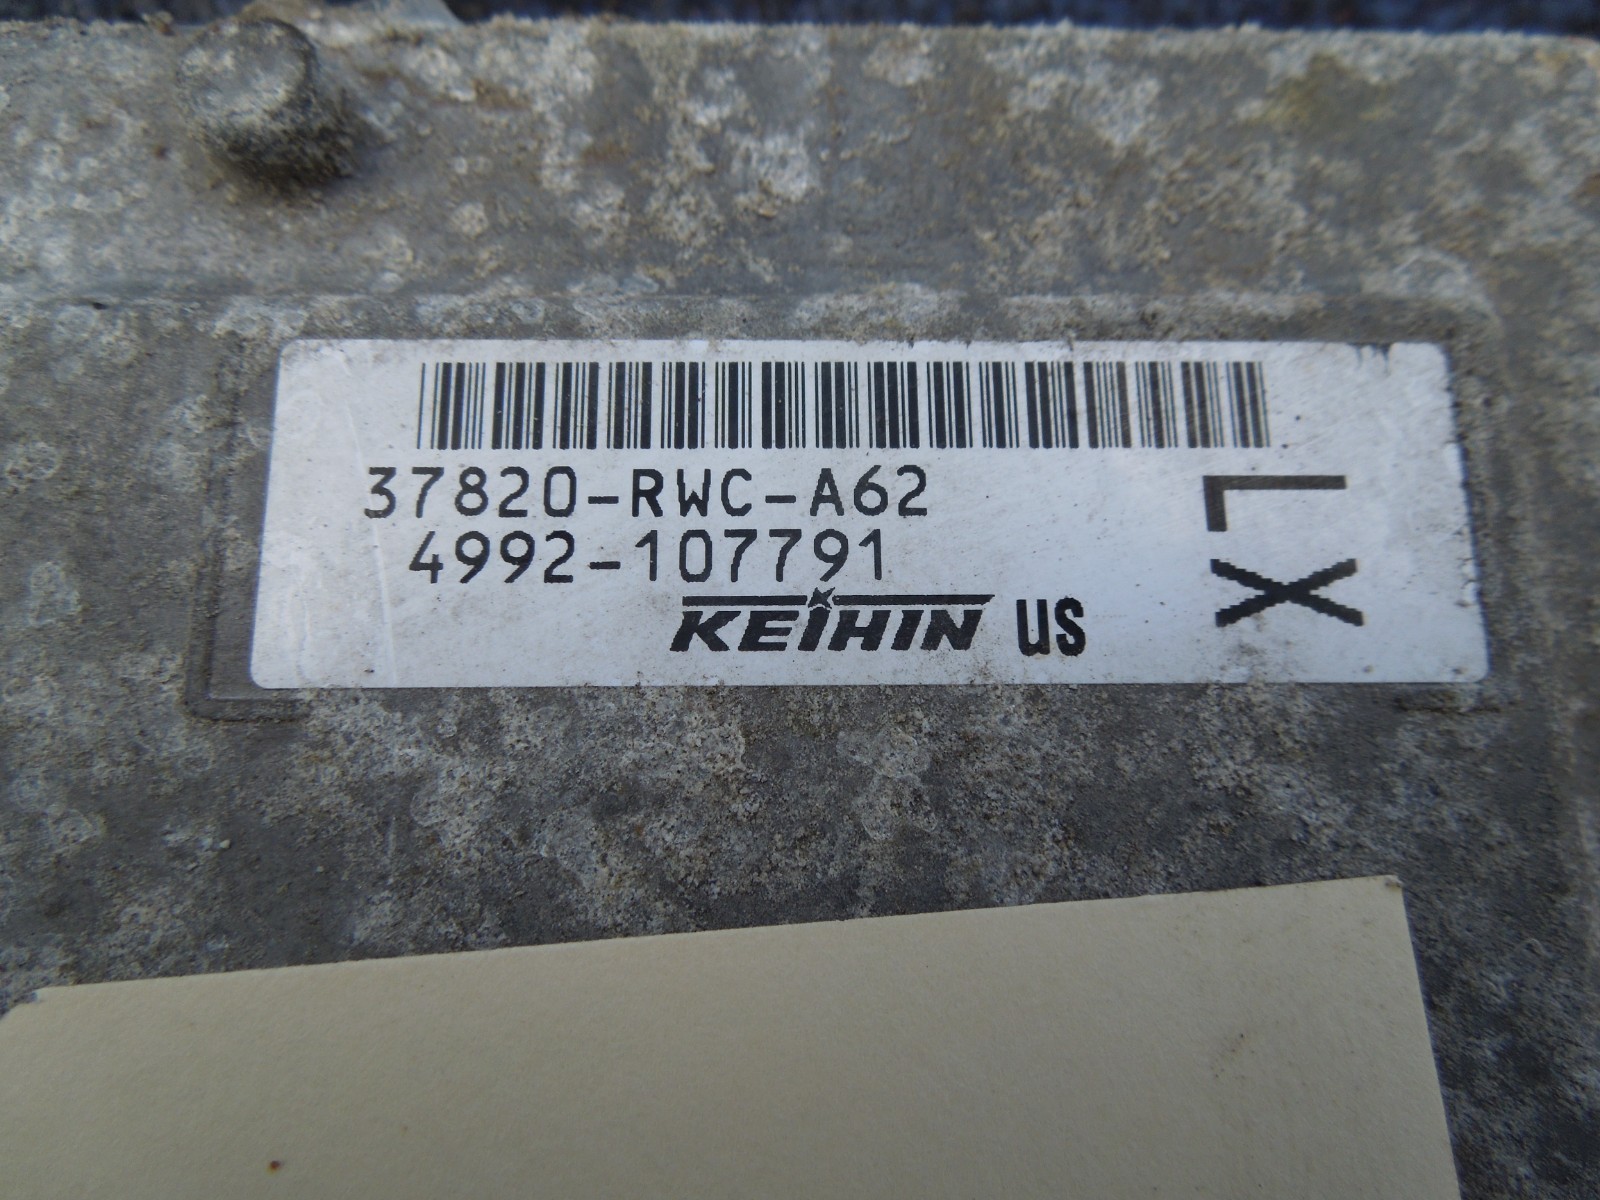 37820-RWC-A62
4992-107791
KEIHIN us
LX